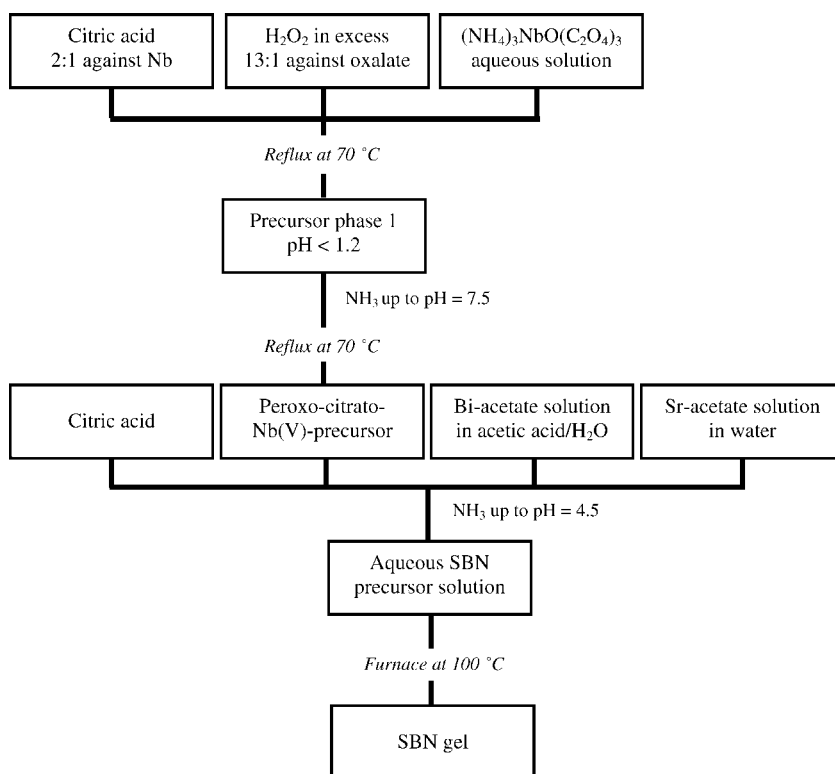 Citric acid
2:1 against Nb
H₂O₂ in excess
13:1 against oxalate
(NH₄)₃NbO(C₂O₄)₃
aqueous solution
Reflux at 70 ˚C
Precursor phase 1
pH < 1.2
NH₃ up to pH = 7.5
Reflux at 70 ˚C
Citric acid
Peroxo-citrato-
Nb(V)-precursor
Bi-acetate solution
in acetic acid/H₂O
Sr-acetate solution
in water
NH₃ up to pH = 4.5
Aqueous SBN
precursor solution
Furnace at 100 ˚C
SBN gel